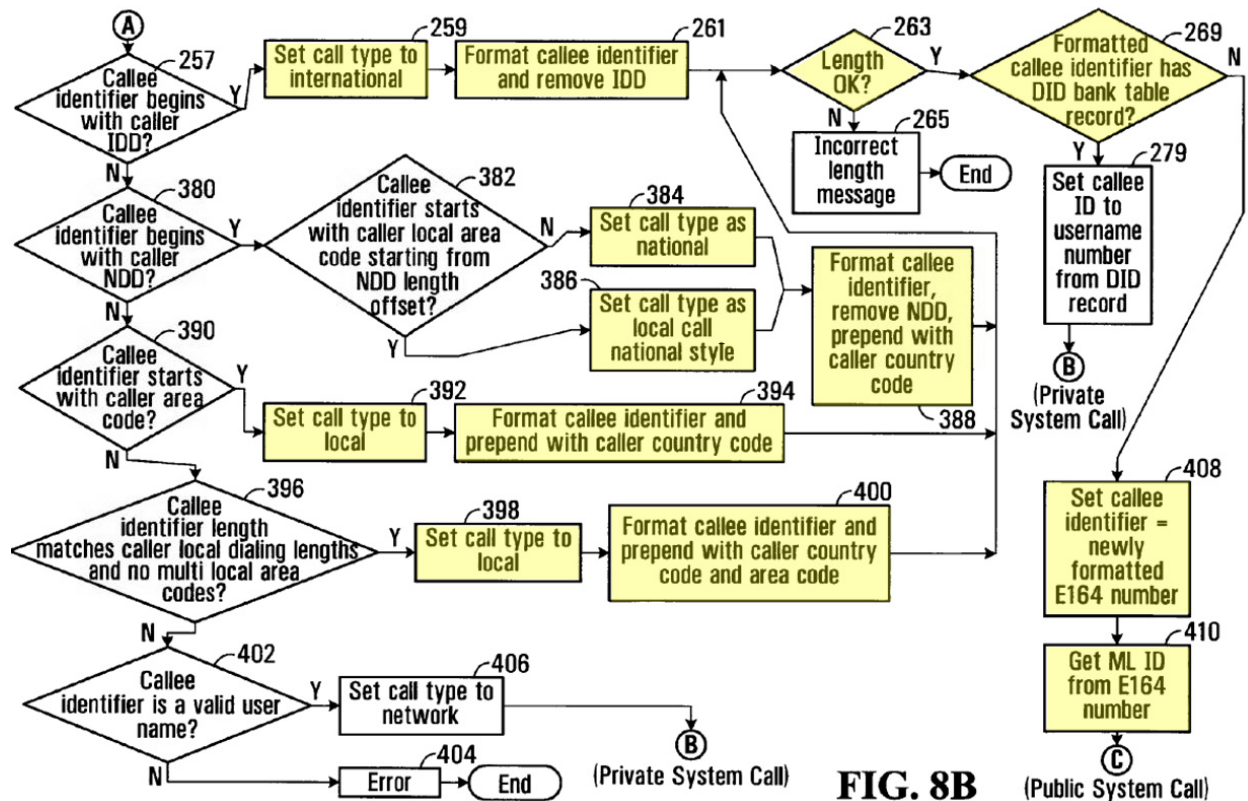 A
257
Callee
identifier begins
with caller
IDD?
Y
N
259
Set call type to
international
261
Format callee identifier
and remove IDD
263
Length
OK?
Y
N
265
Incorrect
length
message
End
269
Formatted
callee identifier has
DID bank table
record?
N
Y
279
Set callee
ID to
username
number
from DID
record
B
(Private
System Call)
380
Callee
identifier begins
with caller
NDD?
Y
N
382
Callee
identifier starts
with caller local area
code starting from
NDD length
offset?
N
Y
384
Set call type as
national
386
Set call type as
local call
national style
Format callee
identifier,
remove NDD,
prepend with
caller country
code
388
390
Callee
identifier starts
with caller area
code?
Y
N
392
Set call type to
local
394
Format callee identifier and
prepend with caller country code
396
Callee
identifier length
matches caller local dialing lengths
and no multi local area
codes?
Y
N
398
Set call type to
local
400
Format callee identifier and
prepend with caller country
code and area code
402
Callee
identifier is a valid user
name?
Y
N
406
Set call type to
network
B
(Private System Call)
404
Error
End
408
Set callee
identifier =
newly
formatted
E164 number
410
Get ML ID
from E164
number
C
(Public System Call)
FIG. 8B